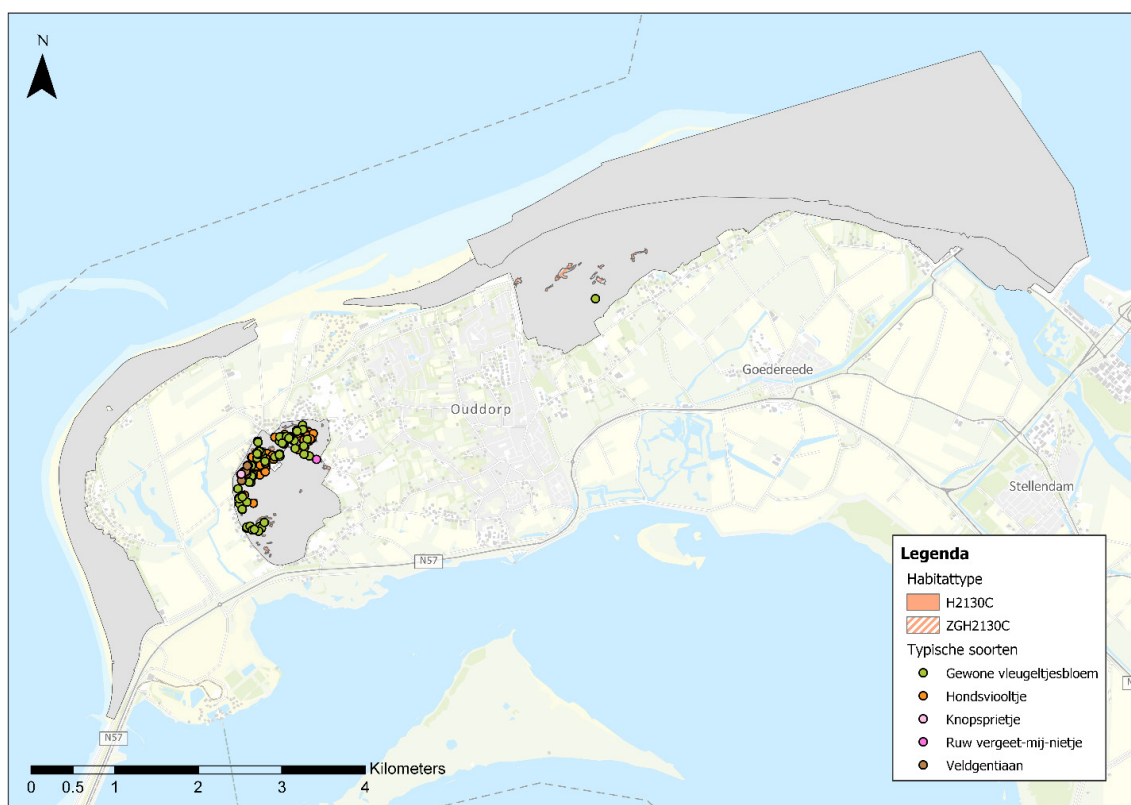 N
Goedereede
Ouddorp
Stellendam
N57
N57
Legenda
Habitattype
H2130C
ZGH2130C
Typische soorten
Gewone vleugeltjesbloem
Hondsviooltje
Knopsprietje
Ruw vergeet-mij-nietje
Veldgentiaan
N
Kilometers
0 0.5 1 2 3 4